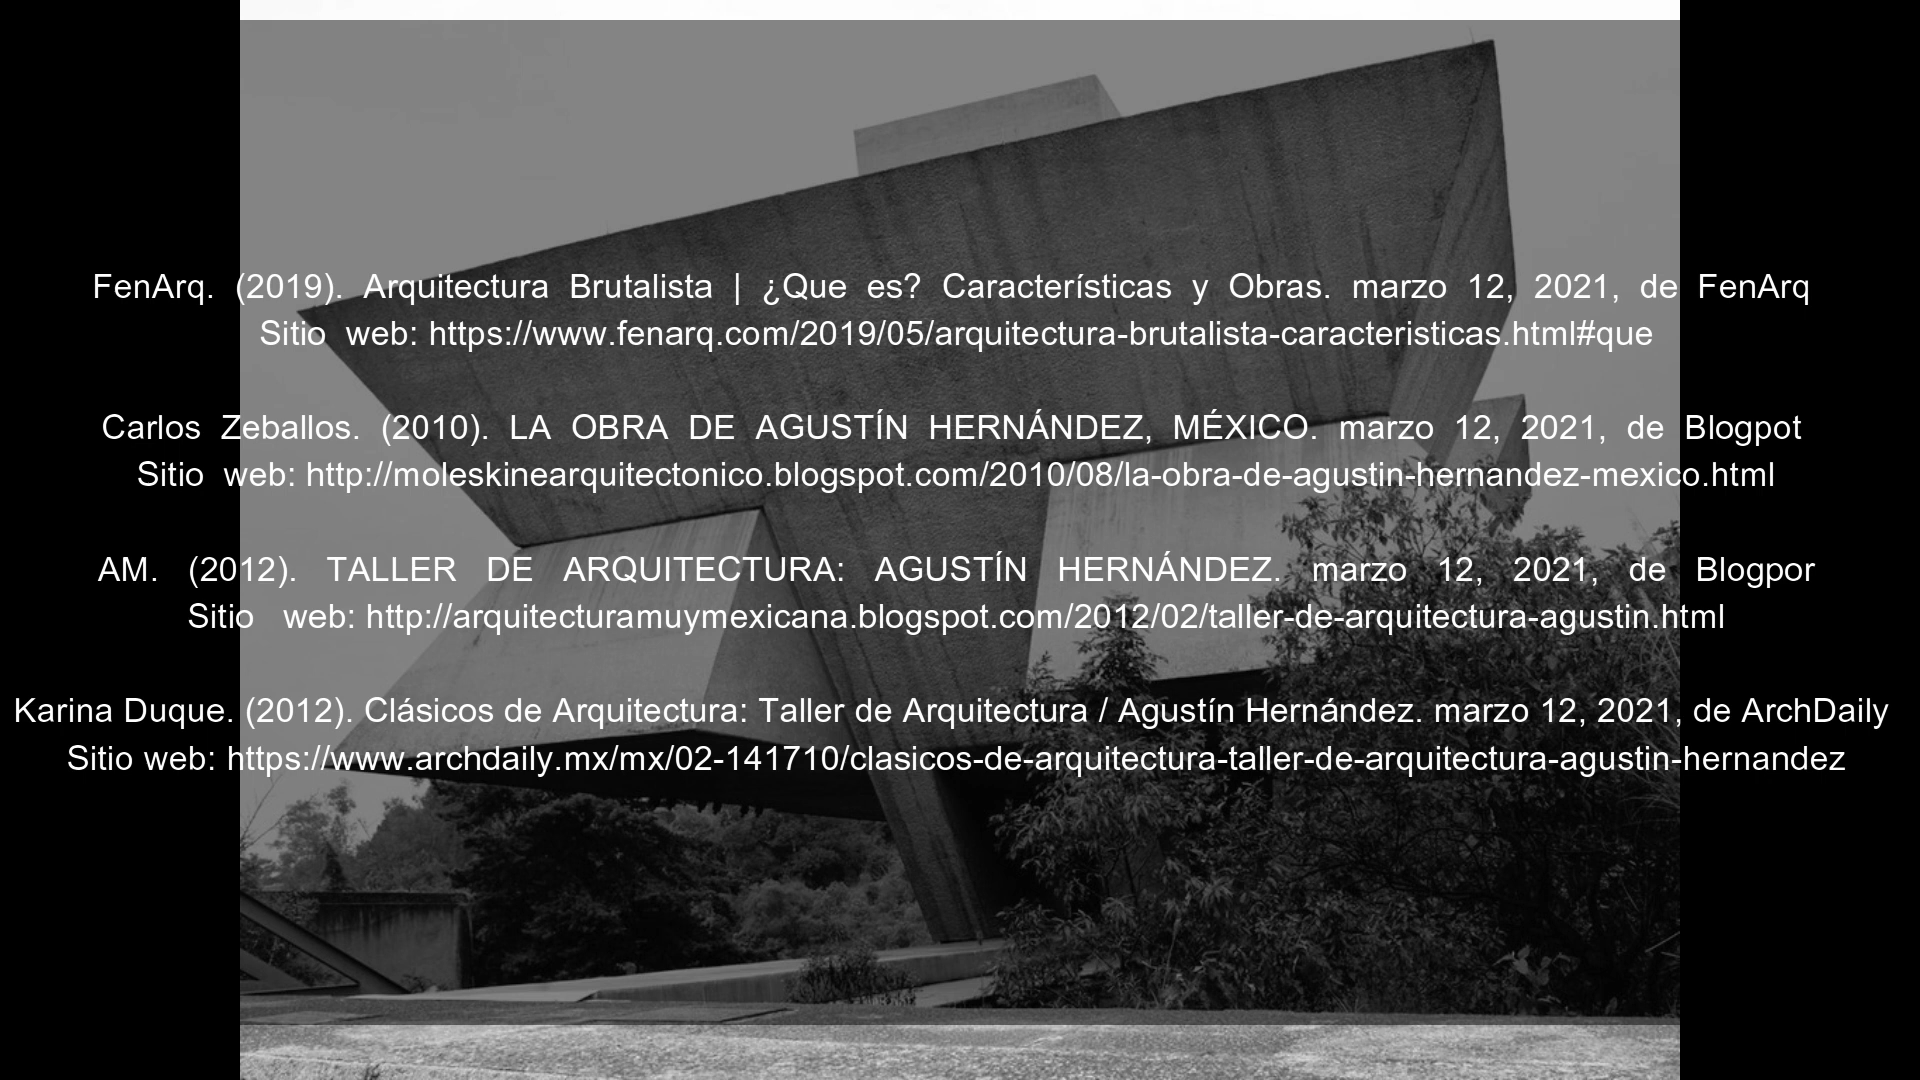 FenArq. (2019). Arquitectura Brutalista | ¿Que es? Características y Obras. marzo 12, 2021, de FenArq
Sitio web: https://www.fenarq.com/2019/05/arquitectura-brutalista-caracteristicas.html#que
Carlos Zeballos. (2010). LA OBRA DE AGUSTÍN HERNÁNDEZ, MÉXICO. marzo 12, 2021, de Blogpot
Sitio web: http://moleskinearquitectonico.blogspot.com/2010/08/la-obra-de-agustin-hernandez-mexico.html
AM. (2012). TALLER DE ARQUITECTURA: AGUSTÍN HERNÁNDEZ. marzo 12, 2021, de Blogpor
Sitio web: http://arquitecturamuymexicana.blogspot.com/2012/02/taller-de-arquitectura-agustin.html
Karina Duque. (2012). Clásicos de Arquitectura: Taller de Arquitectura / Agustín Hernández. marzo 12, 2021, de ArchDaily
Sitio web: https://www.archdaily.mx/mx/02-141710/clasicos-de-arquitectura-taller-de-arquitectura-agustin-hernandez